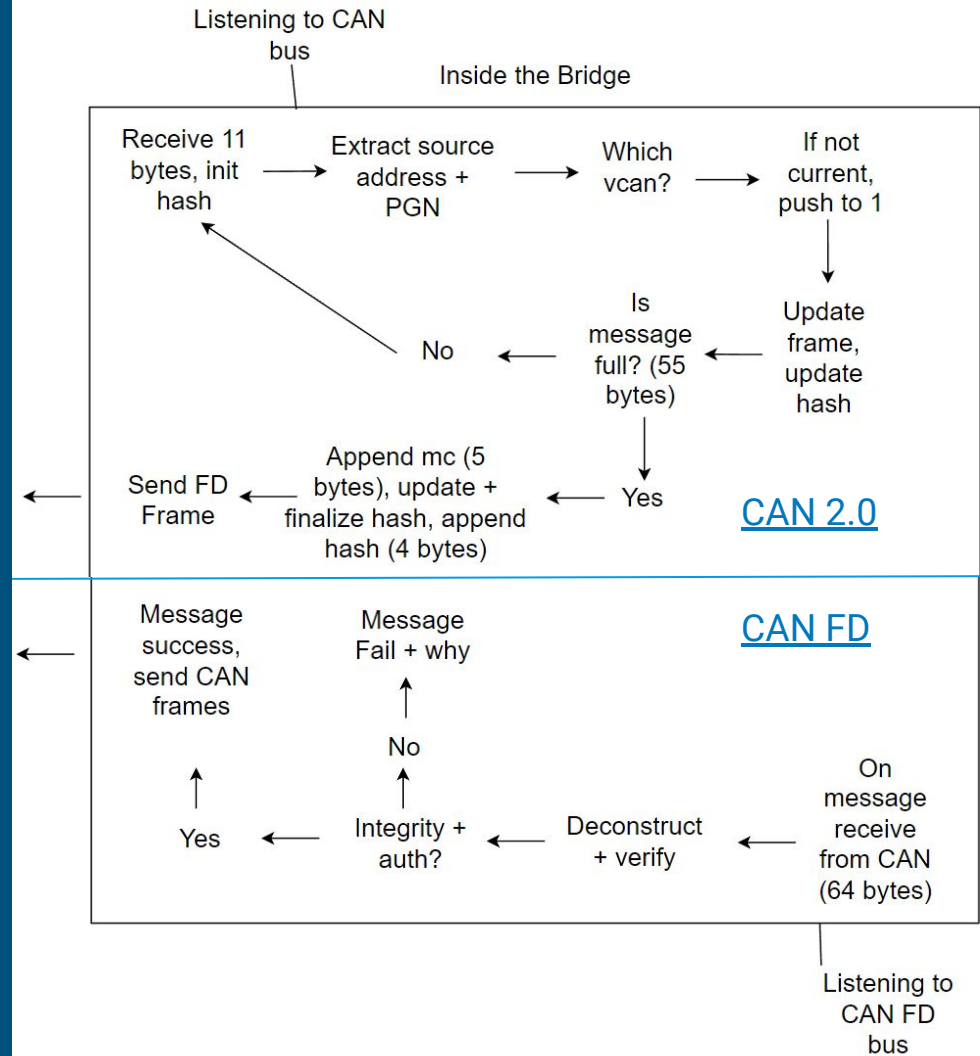 Listening to CAN
bus
Inside the Bridge
Receive 11
bytes, init
hash
Extract source
address +
PGN
Which
vcan?
If not
current,
push to 1
Update
frame,
update
hash
Is
message
full? (55
bytes)
No
Yes
Append mc (5
bytes), update +
finalize hash, append
hash (4 bytes)
Send FD
Frame
CAN 2.0
CAN FD
On
message
receive
from CAN
(64 bytes)
Deconstruct
+ verify
Integrity +
auth?
No
Message
Fail + why
Yes
Message
success,
send CAN
frames
Listening to
CAN FD
bus